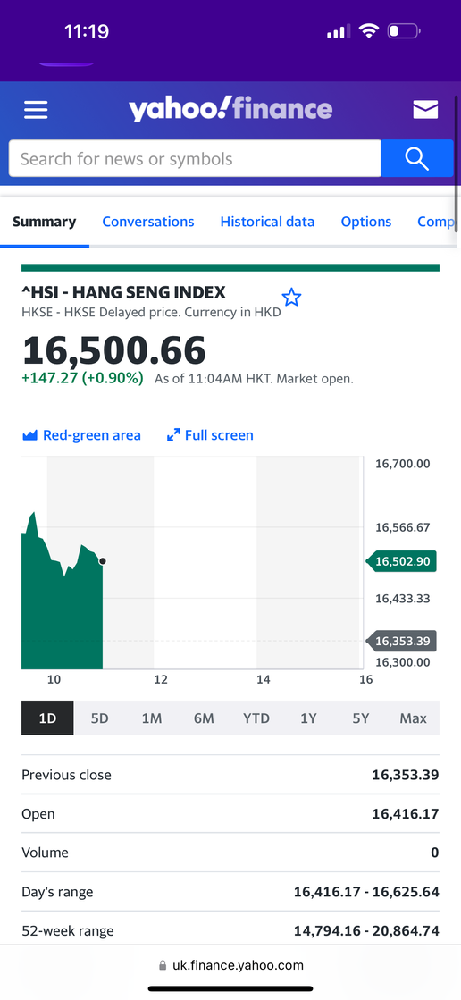 11:19
yahoo!finance
Search for news or symbols
Summary Conversations Historical data Options Comp
^HSI - HANG SENG INDEX
HKSE - HKSE Delayed price. Currency in HKD
16,500.66
+147.27 (+0.90%) As of 11:04AM HKT. Market open.
Red-green area Full screen
16,700.00
16,566.67
16,502.90
16,433.33
16,353.39
16,300.00
10 12 14 16
1D 5D 1M 6M YTD 1Y 5Y Max
Previous close 16,353.39
Open 16,416.17
Volume 0
Day's range 16,416.17 - 16,625.64
52-week range 14,794.16 - 20,864.74
uk.finance.yahoo.com